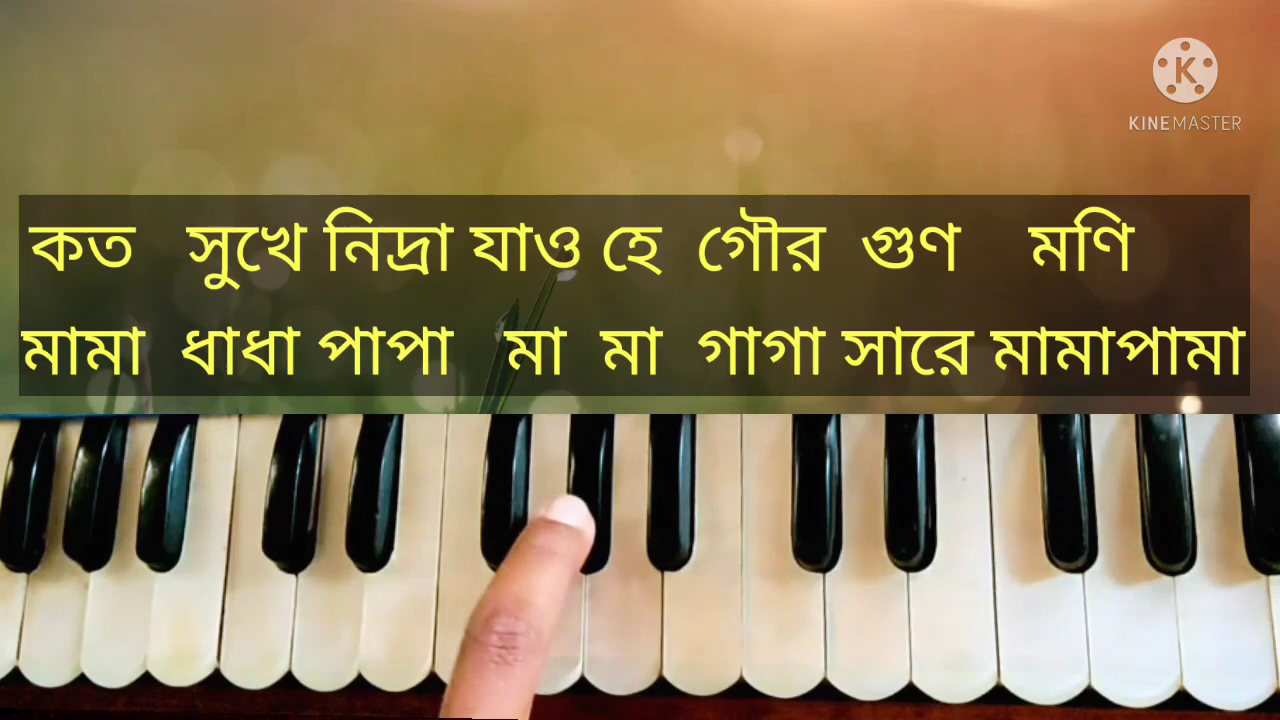 KINEMASTER
কত সুখে নিদ্রা যাও হে গৌর গুণ মণি
মামা ধাধা পাপা মা মা গাগা সারে মামাপামা